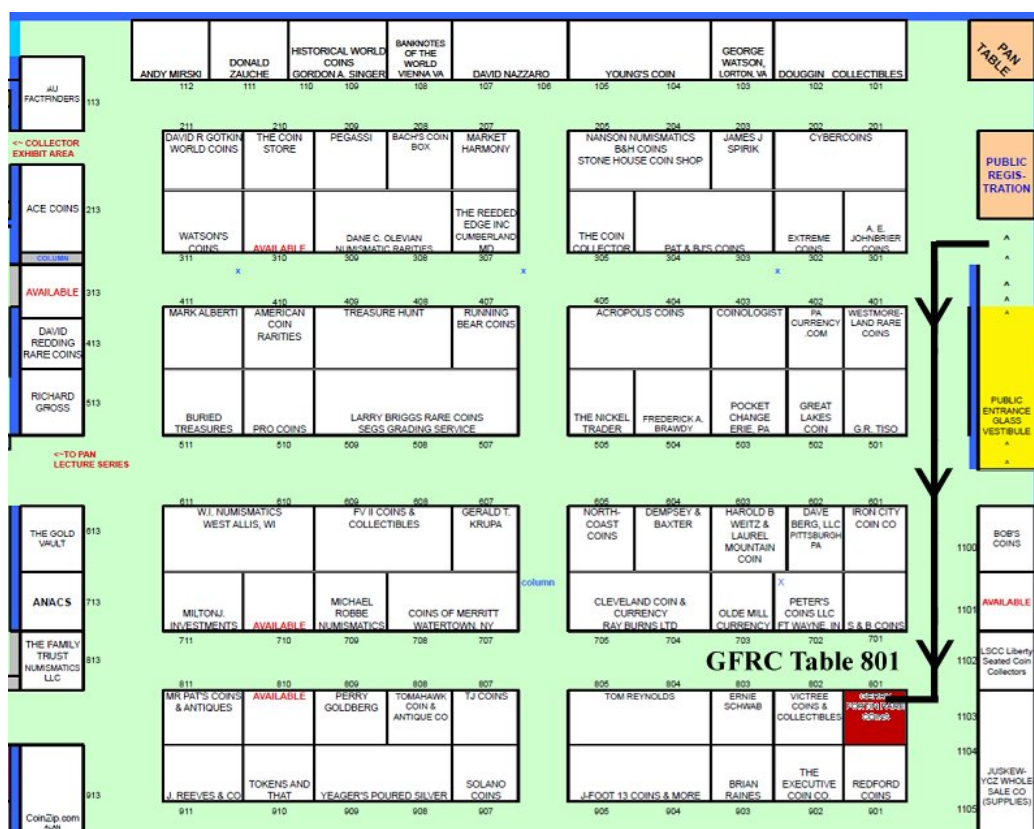 HISTORICAL WORLD
COINS
GORDON A. SINGER
BANKNOTES
OF THE
WORLD
VIENNA VA
GEORGE
WATSON,
LORTON, VA
ANDY MIRSKI
DONALD
ZAUCHE
DAVID NAZZARO
YOUNG'S COIN
DOUGGIN COLLECTIBLES
PAN
TABLE
112 111 110 109 108 107 106 105 104 103 102 101
AU
FACTFINDERS
113
<~ COLLECTOR
EXHIBIT AREA
211 210 209 208 207 205 204 203 202 201
DAVID R GOTKIN
WORLD COINS
THE COIN
STORE
PEGASSI
BACH'S COIN
BOX
MARKET
HARMONY
NANSON NUMISMATICS
B&H COINS
STONE HOUSE COIN SHOP
JAMES J
SPIRIK
CYBERCOINS
PUBLIC
REGIS-
TRATION
ACE COINS
213
WATSON'S
COINS
AVAILABLE
DANE C. OLEVIAN
NUMISMATIC RARITIES
THE REEDED
EDGE INC
CUMBERLAND
MD
THE COIN
COLLECTOR
PAT & BJ'S COINS
EXTREME
COINS
A. E.
JOHNBRIER
COINS
311 310 309 308 307 305 304 303 302 301
x x x
^
^
^
^
^
COLUMN
AVAILABLE
313
411 410 409 408 407 405 404 403 402 401
MARK ALBERTI
AMERICAN
COIN
RARITIES
TREASURE HUNT
RUNNING
BEAR COINS
ACROPOLIS COINS
COINOLOGIST
PA
CURRENCY
.COM
WESTMORE-
LAND RARE
COINS
DAVID
REDDING
RARE COINS
413
RICHARD
GROSS
513
BURIED
TREASURES
PRO COINS
LARRY BRIGGS RARE COINS
SEGS GRADING SERVICE
THE NICKEL
TRADER
FREDERICK A.
BRAWDY
POCKET
CHANGE
ERIE, PA
GREAT
LAKES
COIN
G.R. TISO
PUBLIC
ENTRANCE
GLASS
VESTIBULE
^
^
511 510 509 508 507 505 504 503 502 501
<~TO PAN
LECTURE SERIES
611 610 609 608 607 605 604 603 602 601
THE GOLD
VAULT
613
W.I. NUMISMATICS
WEST ALLIS, WI
FV II COINS &
COLLECTIBLES
GERALD T.
KRUPA
NORTH-
COAST
COINS
DEMPSEY &
BAXTER
HAROLD B
WEITZ &
LAUREL
MOUNTAIN
COIN
DAVE
BERG, LLC
PITTSBURGH
PA
IRON CITY
COIN CO
1100
BOB'S
COINS
ANACS
713
MILTONJ.
INVESTMENTS
AVAILABLE
MICHAEL
ROBBE
NUMISMATICS
COINS OF MERRITT
WATERTOWN, NY
column
CLEVELAND COIN &
CURRENCY
RAY BURNS LTD
OLDE MILL
CURRENCY
X
PETER'S
COINS LLC
FT WAYNE, IN
S & B COINS
1101
AVAILABLE
711 710 709 708 707 705 704 703 702 701
THE FAMILY
TRUST
NUMISMATICS
LLC
813
GFRC Table 801
1102
LSCC Liberty
Seated Coin
Collectors
811 810 809 808 807 805 804 803 802 801
MR PAT'S COINS
& ANTIQUES
AVAILABLE
PERRY
GOLDBERG
TOMAHAWK
COIN &
ANTIQUE CO
TJ COINS
TOM REYNOLDS
ERNIE
SCHWAB
VICTREE
COINS &
COLLECTIBLES
GERRY
FORTIN RARE
COINS
1103
1104
913
J. REEVES & CO
TOKENS AND
THAT
YEAGER'S POURED SILVER
SOLANO
COINS
J-FOOT 13 COINS & MORE
BRIAN
RAINES
THE
EXECUTIVE
COIN CO.
REDFORD
COINS
JUSKEW-
YCZ WHOLE
SALE CO
(SUPPLIES)
1105
911 910 909 908 907 905 904 903 902 901
CoinZip.com